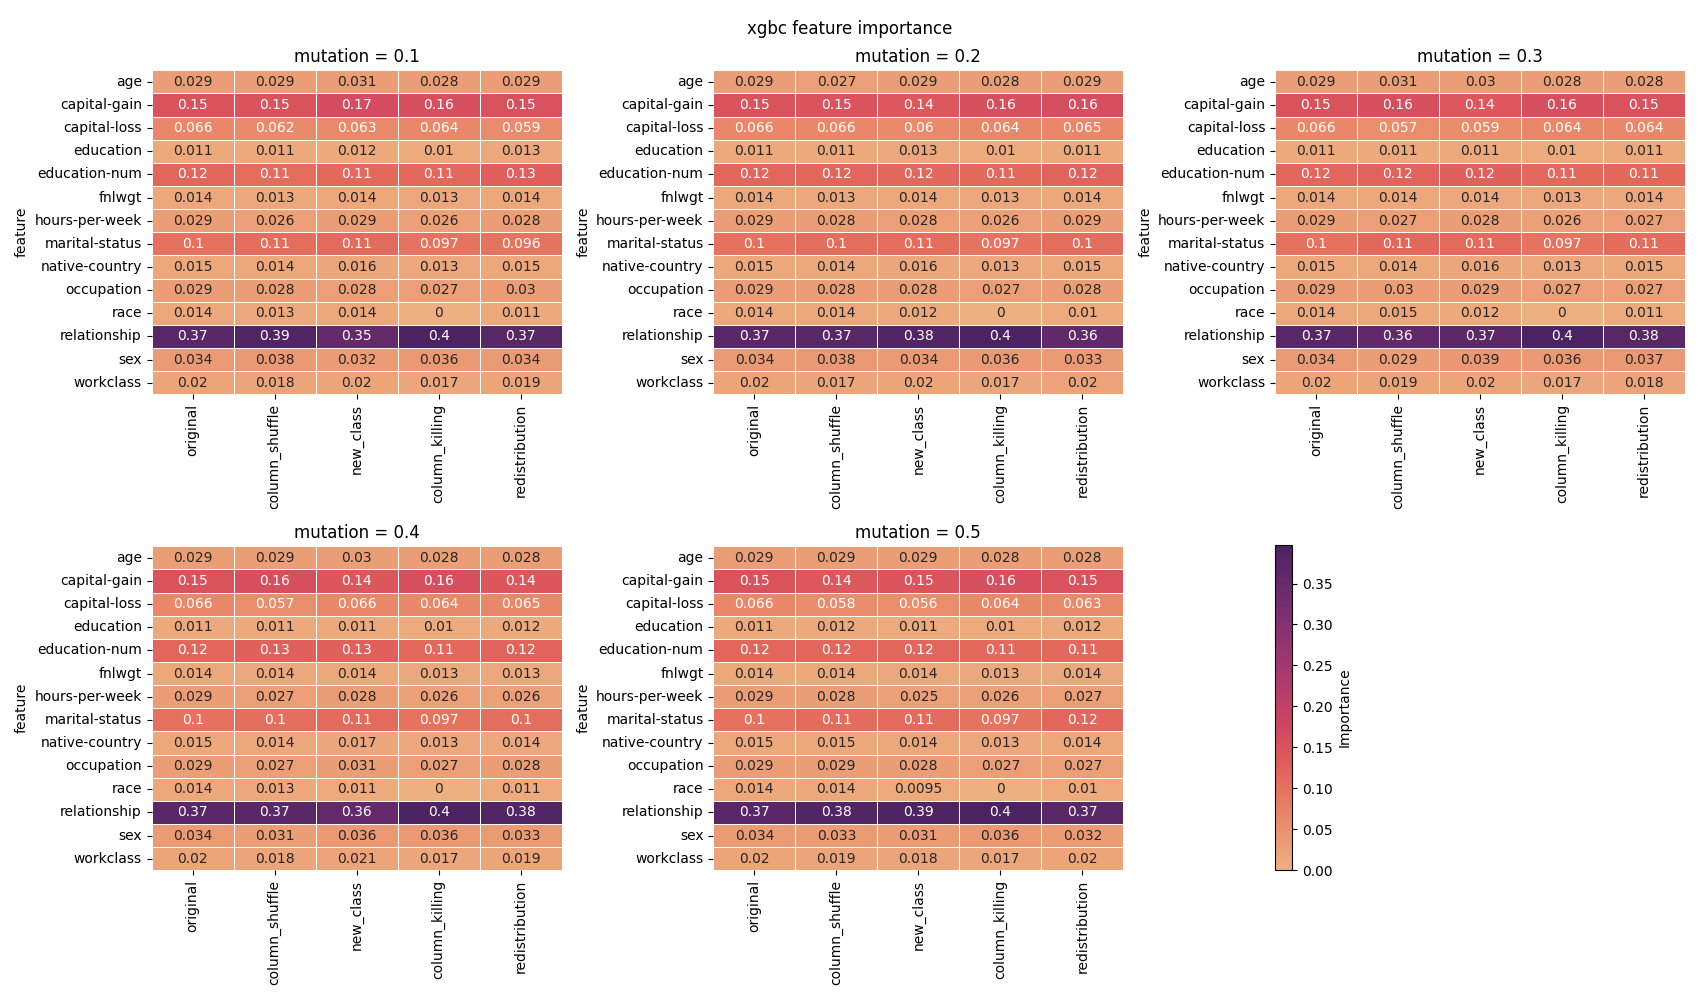 xgbc feature importance
mutation = 0.1
feature
age 0.029 0.029 0.031 0.028 0.029
capital-gain 0.15 0.15 0.17 0.16 0.15
capital-loss 0.066 0.062 0.063 0.064 0.059
education 0.011 0.011 0.012 0.01 0.013
education-num 0.12 0.11 0.11 0.11 0.13
fnlwgt 0.014 0.013 0.014 0.013 0.014
hours-per-week 0.029 0.026 0.029 0.026 0.028
marital-status 0.1 0.11 0.11 0.097 0.096
native-country 0.015 0.014 0.016 0.013 0.015
occupation 0.029 0.028 0.028 0.027 0.03
race 0.014 0.013 0.014 0 0.011
relationship 0.37 0.39 0.35 0.4 0.37
sex 0.034 0.038 0.032 0.036 0.034
workclass 0.02 0.018 0.02 0.017 0.019
original column_shuffle new_class column_killing redistribution
mutation = 0.2
feature
age 0.029 0.027 0.029 0.028 0.029
capital-gain 0.15 0.15 0.14 0.16 0.16
capital-loss 0.066 0.066 0.06 0.064 0.065
education 0.011 0.011 0.013 0.01 0.011
education-num 0.12 0.12 0.12 0.11 0.12
fnlwgt 0.014 0.013 0.014 0.013 0.014
hours-per-week 0.029 0.028 0.028 0.026 0.029
marital-status 0.1 0.1 0.11 0.097 0.1
native-country 0.015 0.014 0.016 0.013 0.015
occupation 0.029 0.028 0.028 0.027 0.028
race 0.014 0.014 0.012 0 0.01
relationship 0.37 0.37 0.38 0.4 0.36
sex 0.034 0.038 0.034 0.036 0.033
workclass 0.02 0.017 0.02 0.017 0.02
original column_shuffle new_class column_killing redistribution
mutation = 0.3
feature
age 0.029 0.031 0.03 0.028 0.028
capital-gain 0.15 0.16 0.14 0.16 0.15
capital-loss 0.066 0.057 0.059 0.064 0.064
education 0.011 0.011 0.011 0.01 0.011
education-num 0.12 0.12 0.12 0.11 0.11
fnlwgt 0.014 0.014 0.014 0.013 0.014
hours-per-week 0.029 0.027 0.028 0.026 0.027
marital-status 0.1 0.11 0.11 0.097 0.11
native-country 0.015 0.014 0.016 0.013 0.015
occupation 0.029 0.03 0.029 0.027 0.027
race 0.014 0.015 0.012 0 0.011
relationship 0.37 0.36 0.37 0.4 0.38
sex 0.034 0.029 0.039 0.036 0.037
workclass 0.02 0.019 0.02 0.017 0.018
original column_shuffle new_class column_killing redistribution
mutation = 0.4
feature
age 0.029 0.029 0.03 0.028 0.028
capital-gain 0.15 0.16 0.14 0.16 0.14
capital-loss 0.066 0.057 0.066 0.064 0.065
education 0.011 0.011 0.011 0.01 0.012
education-num 0.12 0.13 0.13 0.11 0.12
fnlwgt 0.014 0.014 0.014 0.013 0.013
hours-per-week 0.029 0.027 0.028 0.026 0.026
marital-status 0.1 0.1 0.11 0.097 0.1
native-country 0.015 0.014 0.017 0.013 0.014
occupation 0.029 0.027 0.031 0.027 0.028
race 0.014 0.013 0.011 0 0.011
relationship 0.37 0.37 0.36 0.4 0.38
sex 0.034 0.031 0.036 0.036 0.033
workclass 0.02 0.018 0.021 0.017 0.019
original column_shuffle new_class column_killing redistribution
mutation = 0.5
feature
age 0.029 0.029 0.029 0.028 0.028
capital-gain 0.15 0.14 0.15 0.16 0.15
capital-loss 0.066 0.058 0.056 0.064 0.063
education 0.011 0.012 0.011 0.01 0.012
education-num 0.12 0.12 0.12 0.11 0.11
fnlwgt 0.014 0.014 0.014 0.013 0.014
hours-per-week 0.029 0.028 0.025 0.026 0.027
marital-status 0.1 0.11 0.11 0.097 0.12
native-country 0.015 0.015 0.014 0.013 0.014
occupation 0.029 0.029 0.028 0.027 0.027
race 0.014 0.014 0.0095 0 0.01
relationship 0.37 0.38 0.39 0.4 0.37
sex 0.034 0.033 0.031 0.036 0.032
workclass 0.02 0.019 0.018 0.017 0.02
original column_shuffle new_class column_killing redistribution
0.35
0.30
0.25
0.20
0.15
0.10
0.05
0.00
Importance